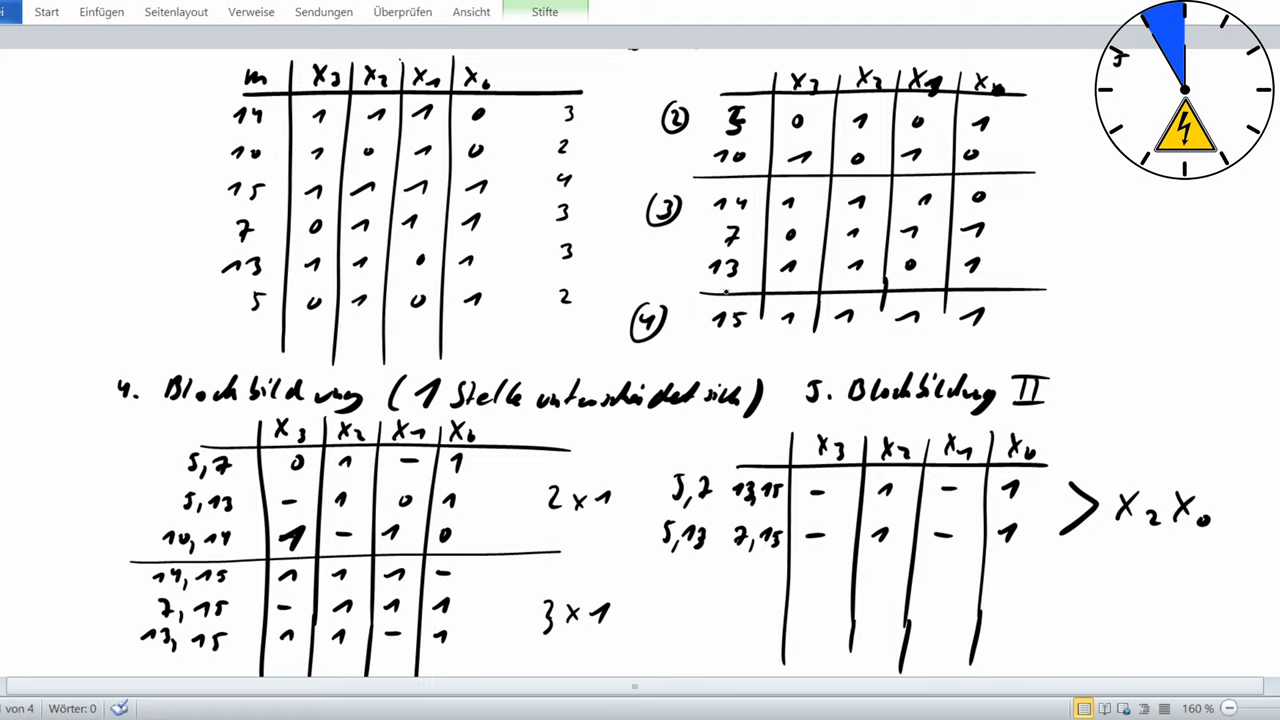 Start Einfügen Seitenlayout Verweise Sendungen Überprüfen Ansicht Stifte
m x3 x2 x1 x0
14 1 1 1 0 3
10 1 0 1 0 2
15 1 1 1 1 4
7 0 1 1 1 3
13 1 1 0 1 3
5 0 1 0 1 2
x3 x2 x1 x0
(2) 5 0 1 0 1
10 1 0 1 0
(3) 14 1 1 1 0
7 0 1 1 1
13 1 1 0 1
(4) 15 1 1 1 1
4. Blockbildung (1 Stelle unterscheidet sich)
x3 x2 x1 x0
5,7 0 1 - 1
5,13 - 1 0 1 2x1
10,14 1 - 1 0
14,15 1 1 1 -
7,15 - 1 1 1 3x1
13,15 1 1 - 1
5. Blockbildung II
x3 x2 x1 x0
5,7 13,15 - 1 - 1
5,13 7,15 - 1 - 1
> x2 x0
von 4 Wörter: 0 160 %